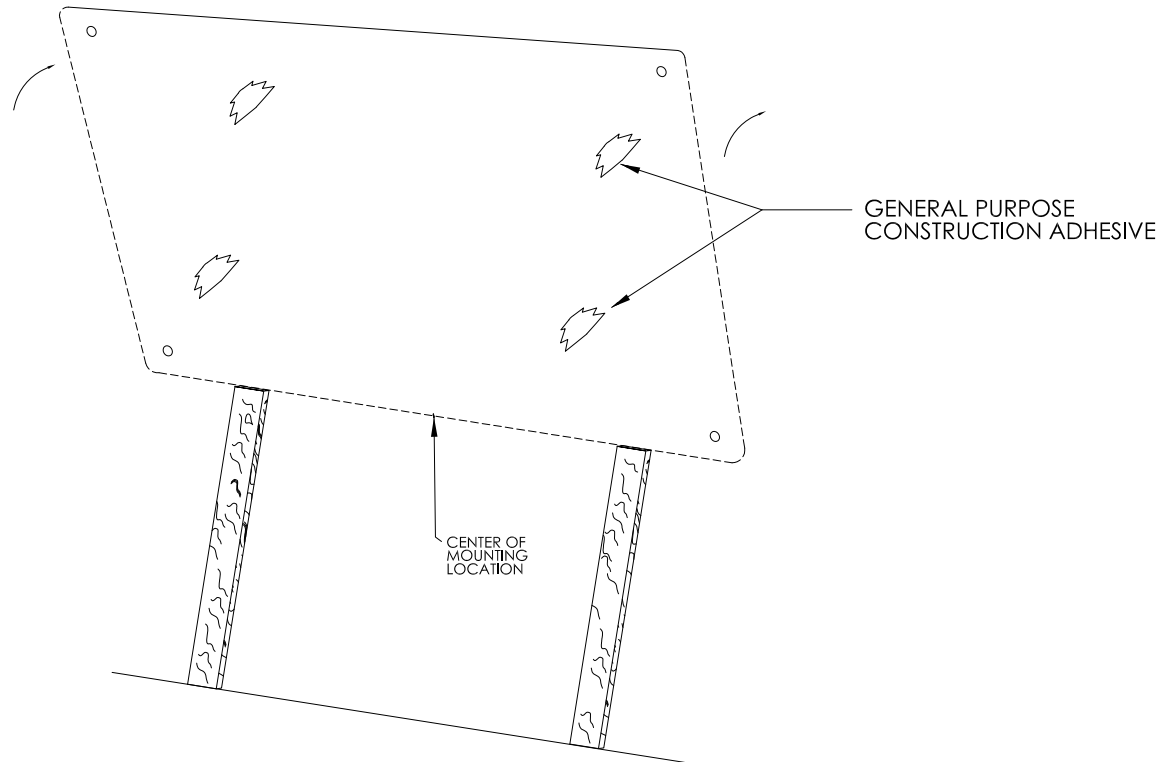 GENERAL PURPOSE
CONSTRUCTION ADHESIVE
CENTER OF
MOUNTING
LOCATION